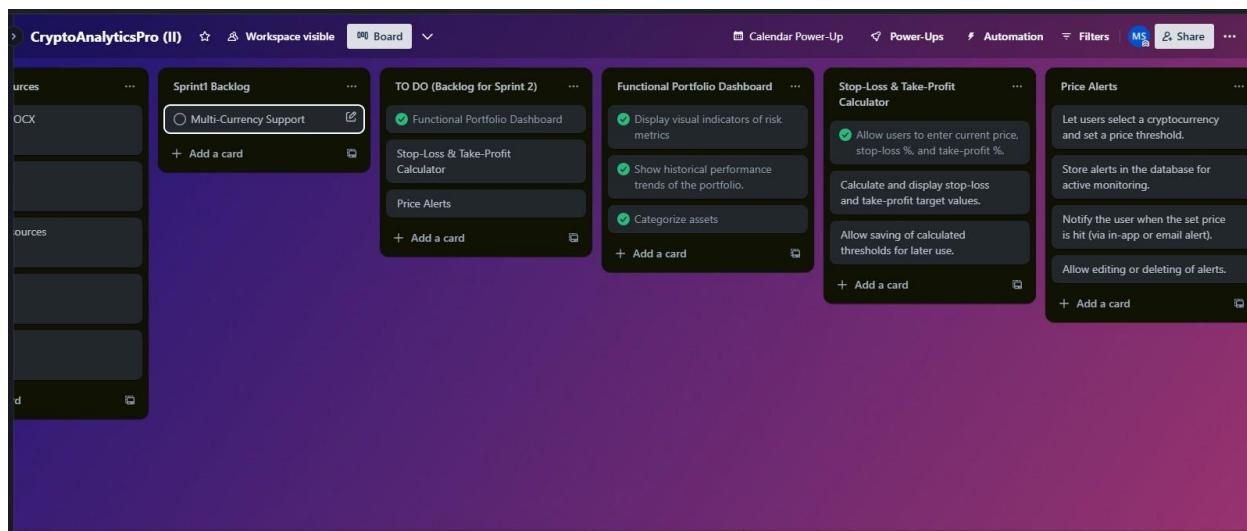 CryptoAnalyticsPro (II)
Workspace visible
Board
Calendar Power-Up
Power-Ups
Automation
Filters
MS
Share
urces
OCX
ources
d
Sprint1 Backlog
Multi-Currency Support
+ Add a card
TO DO (Backlog for Sprint 2)
Functional Portfolio Dashboard
Stop-Loss & Take-Profit
Calculator
Price Alerts
+ Add a card
Functional Portfolio Dashboard
Display visual indicators of risk
metrics
Show historical performance
trends of the portfolio.
Categorize assets
+ Add a card
Stop-Loss & Take-Profit
Calculator
Allow users to enter current price,
stop-loss %, and take-profit %.
Calculate and display stop-loss
and take-profit target values.
Allow saving of calculated
thresholds for later use.
+ Add a card
Price Alerts
Let users select a cryptocurrency
and set a price threshold.
Store alerts in the database for
active monitoring.
Notify the user when the set price
is hit (via in-app or email alert).
Allow editing or deleting of alerts.
+ Add a card